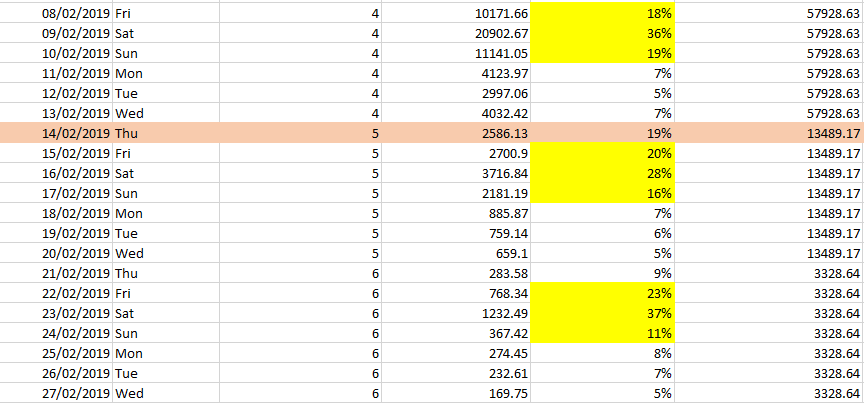 08/02/2019 Fri 4 10171.66 18% 57928.63
09/02/2019 Sat 4 20902.67 36% 57928.63
10/02/2019 Sun 4 11141.05 19% 57928.63
11/02/2019 Mon 4 4123.97 7% 57928.63
12/02/2019 Tue 4 2997.06 5% 57928.63
13/02/2019 Wed 4 4032.42 7% 57928.63
14/02/2019 Thu 5 2586.13 19% 13489.17
15/02/2019 Fri 5 2700.9 20% 13489.17
16/02/2019 Sat 5 3716.84 28% 13489.17
17/02/2019 Sun 5 2181.19 16% 13489.17
18/02/2019 Mon 5 885.87 7% 13489.17
19/02/2019 Tue 5 759.14 6% 13489.17
20/02/2019 Wed 5 659.1 5% 13489.17
21/02/2019 Thu 6 283.58 9% 3328.64
22/02/2019 Fri 6 768.34 23% 3328.64
23/02/2019 Sat 6 1232.49 37% 3328.64
24/02/2019 Sun 6 367.42 11% 3328.64
25/02/2019 Mon 6 274.45 8% 3328.64
26/02/2019 Tue 6 232.61 7% 3328.64
27/02/2019 Wed 6 169.75 5% 3328.64